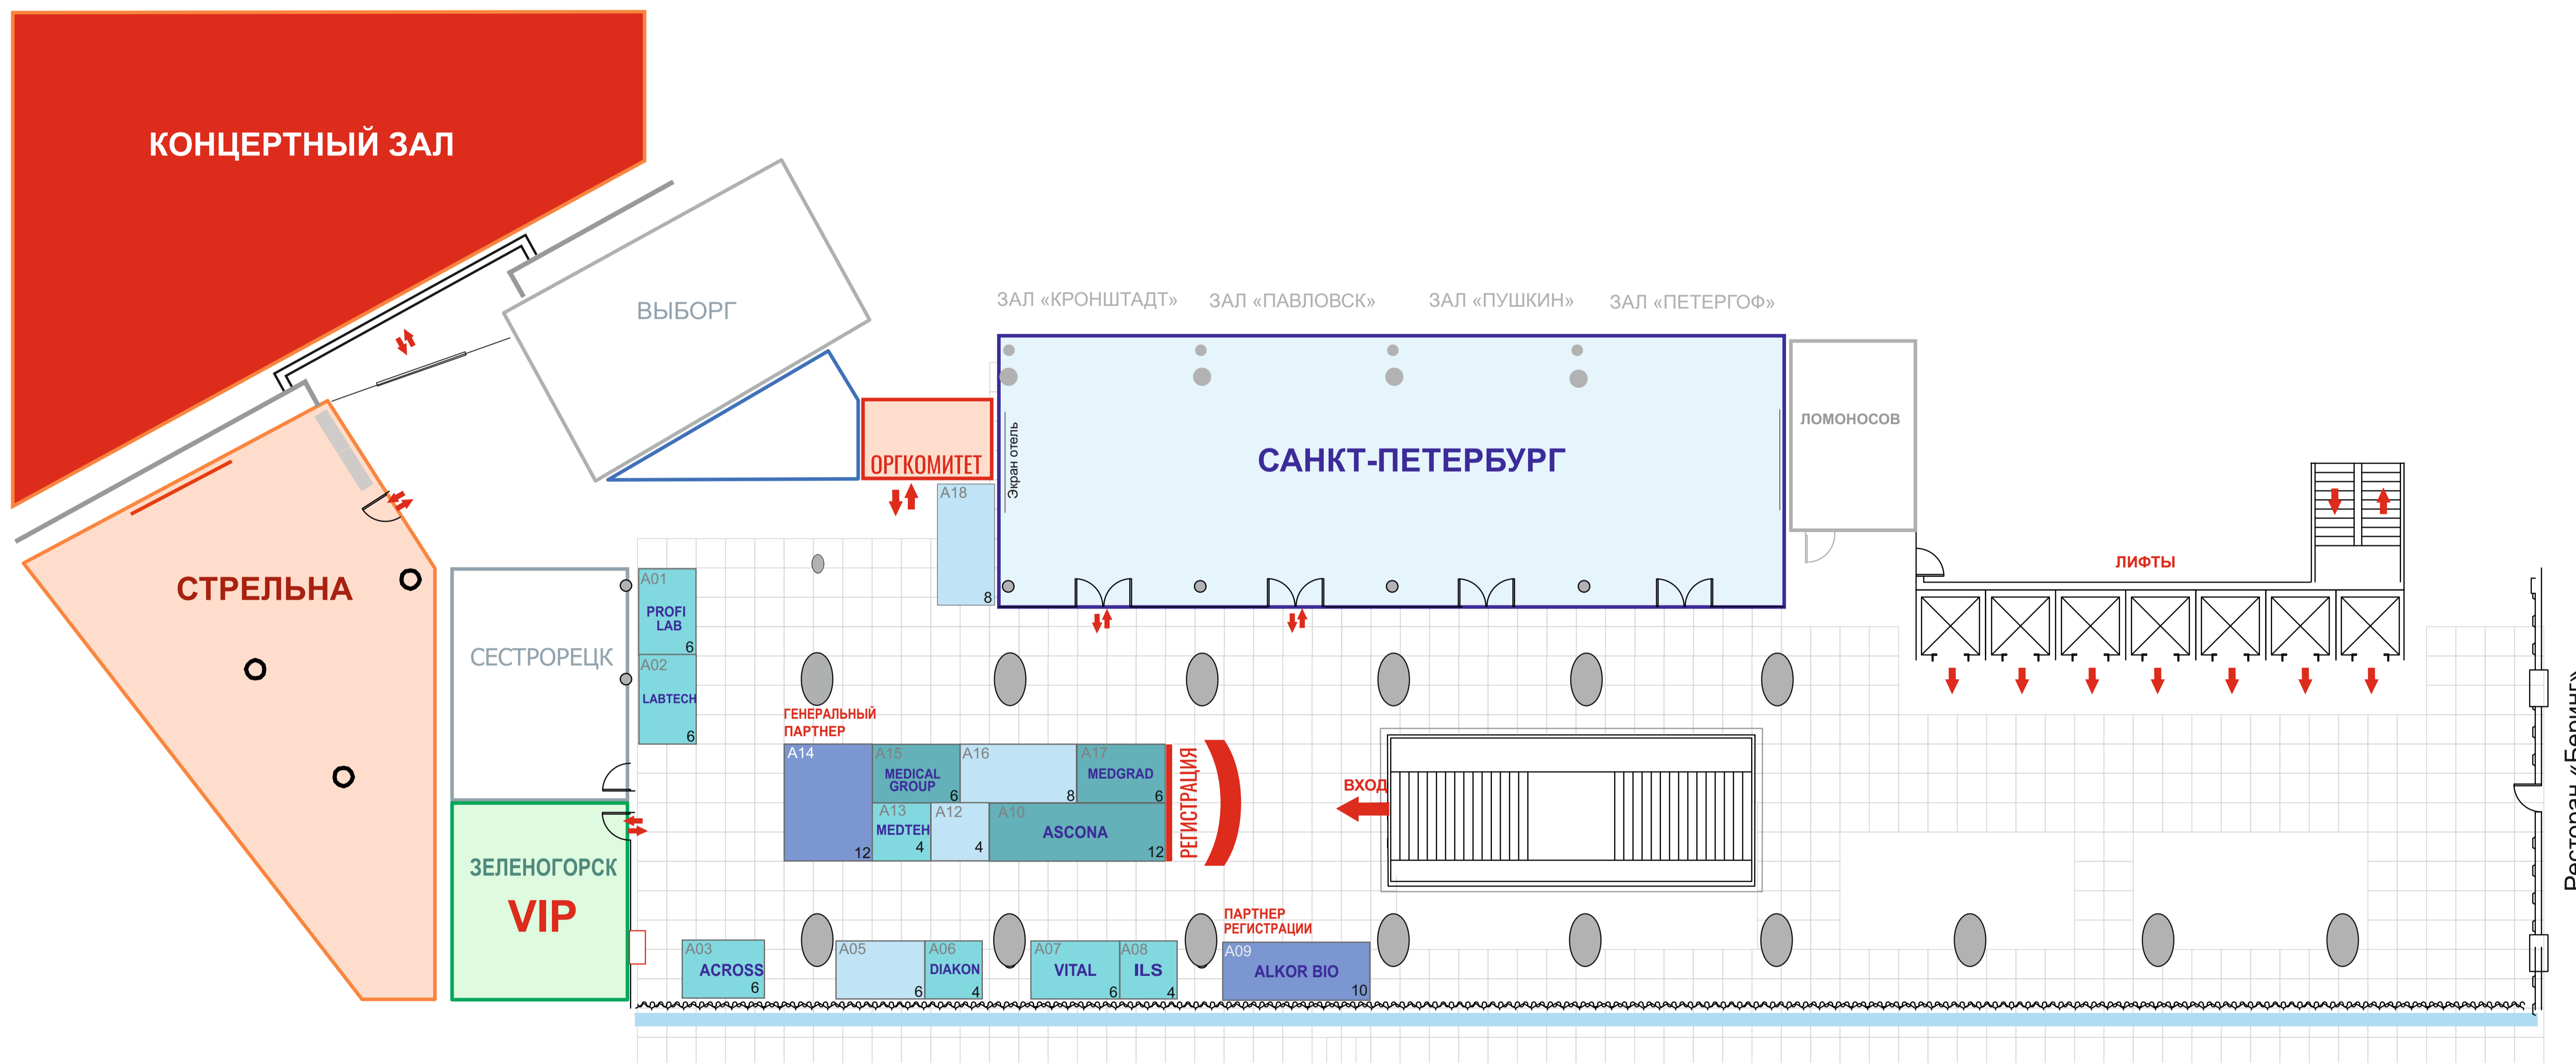 КОНЦЕРТНЫЙ ЗАЛ
ВЫБОРГ
ЗАЛ «КРОНШТАДТ»
ЗАЛ «ПАВЛОВСК»
ЗАЛ «ПУШКИН»
ЗАЛ «ПЕТЕРГОФ»
ОРГКОМИТЕТ
Экран отель
САНКТ-ПЕТЕРБУРГ
ЛОМОНОСОВ
ЛИФТЫ
Ресторан «Беринг»
СТРЕЛЬНА
СЕСТРОРЕЦК
ЗЕЛЕНОГОРСК
VIP
A18
8
A01
PROFI
LAB
6
A02
LABTECH
6
ГЕНЕРАЛЬНЫЙ
ПАРТНЕР
A14
12
A15
MEDICAL
GROUP
6
A16
8
A17
MEDGRAD
6
A13
MEDTEH
4
A12
4
A10
ASCONA
12
РЕГИСТРАЦИЯ
ВХОД
A03
ACROSS
6
A05
6
A06
DIAKON
4
A07
VITAL
6
A08
ILS
4
ПАРТНЕР
РЕГИСТРАЦИИ
A09
ALKOR BIO
10